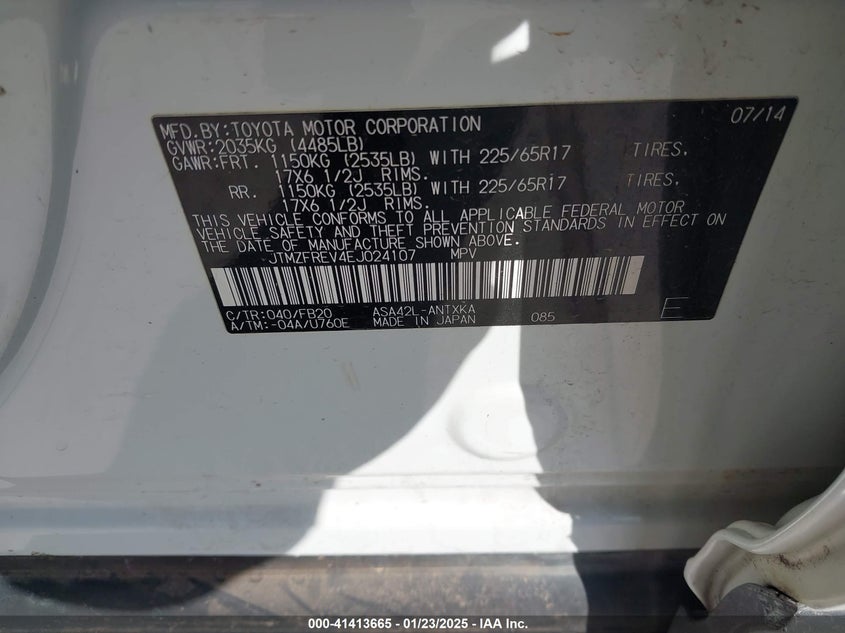 MFD.BY:TOYOTA MOTOR CORPORATION 07/14
GVWR:2035KG (4485LB)
GAWR:FRT. 1150KG (2535LB) WITH 225/65R17 TIRES.
17X6 1/2J RIMS.
RR. 1150KG (2535LB) WITH 225/65R17 TIRES.
17X6 1/2J RIMS.
THIS VEHICLE CONFORMS TO ALL APPLICABLE FEDERAL MOTOR
VEHICLE SAFETY AND THEFT PREVENTION STANDARDS IN EFFECT ON
THE DATE OF MANUFACTURE SHOWN ABOVE.
JTMZFREV4EJ024107 MPV
C/TR:040/FB20 ASA42L-ANTXKA
A/TM:-04A/U760E MADE IN JAPAN 085 E
000-41413665 / 01/23/2025 - IAA Inc.